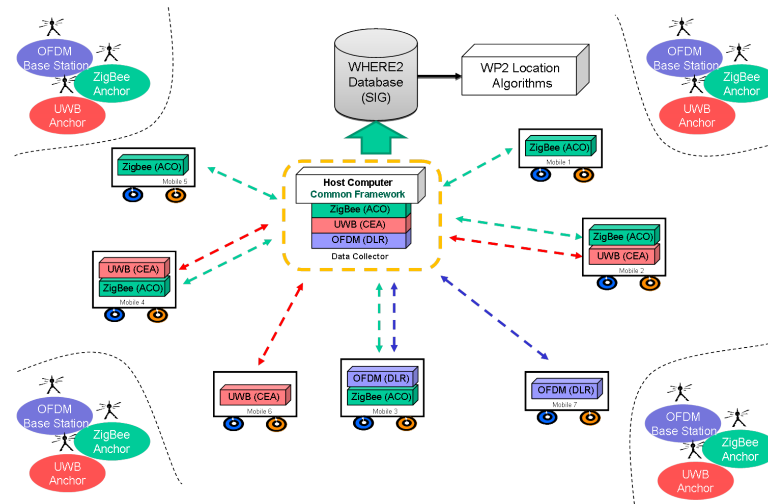 OFDM
Base Station
ZigBee
Anchor
UWB
Anchor
WHERE2
Database
(SIG)
WP2 Location
Algorithms
OFDM
Base Station
ZigBee
Anchor
UWB
Anchor
Zigbee (ACO)
Mobile 5
ZigBee (ACO)
Mobile 1
Host Computer
Common Framework
ZigBee (ACO)
UWB (CEA)
OFDM (DLR)
Data Collector
UWB (CEA)
ZigBee (ACO)
Mobile 4
ZigBee (ACO)
UWB (CEA)
Mobile 2
UWB (CEA)
Mobile 6
OFDM (DLR)
ZigBee (ACO)
Mobile 3
OFDM (DLR)
Mobile 7
OFDM
Base Station
ZigBee
Anchor
UWB
Anchor
OFDM
Base Station
ZigBee
Anchor
UWB
Anchor